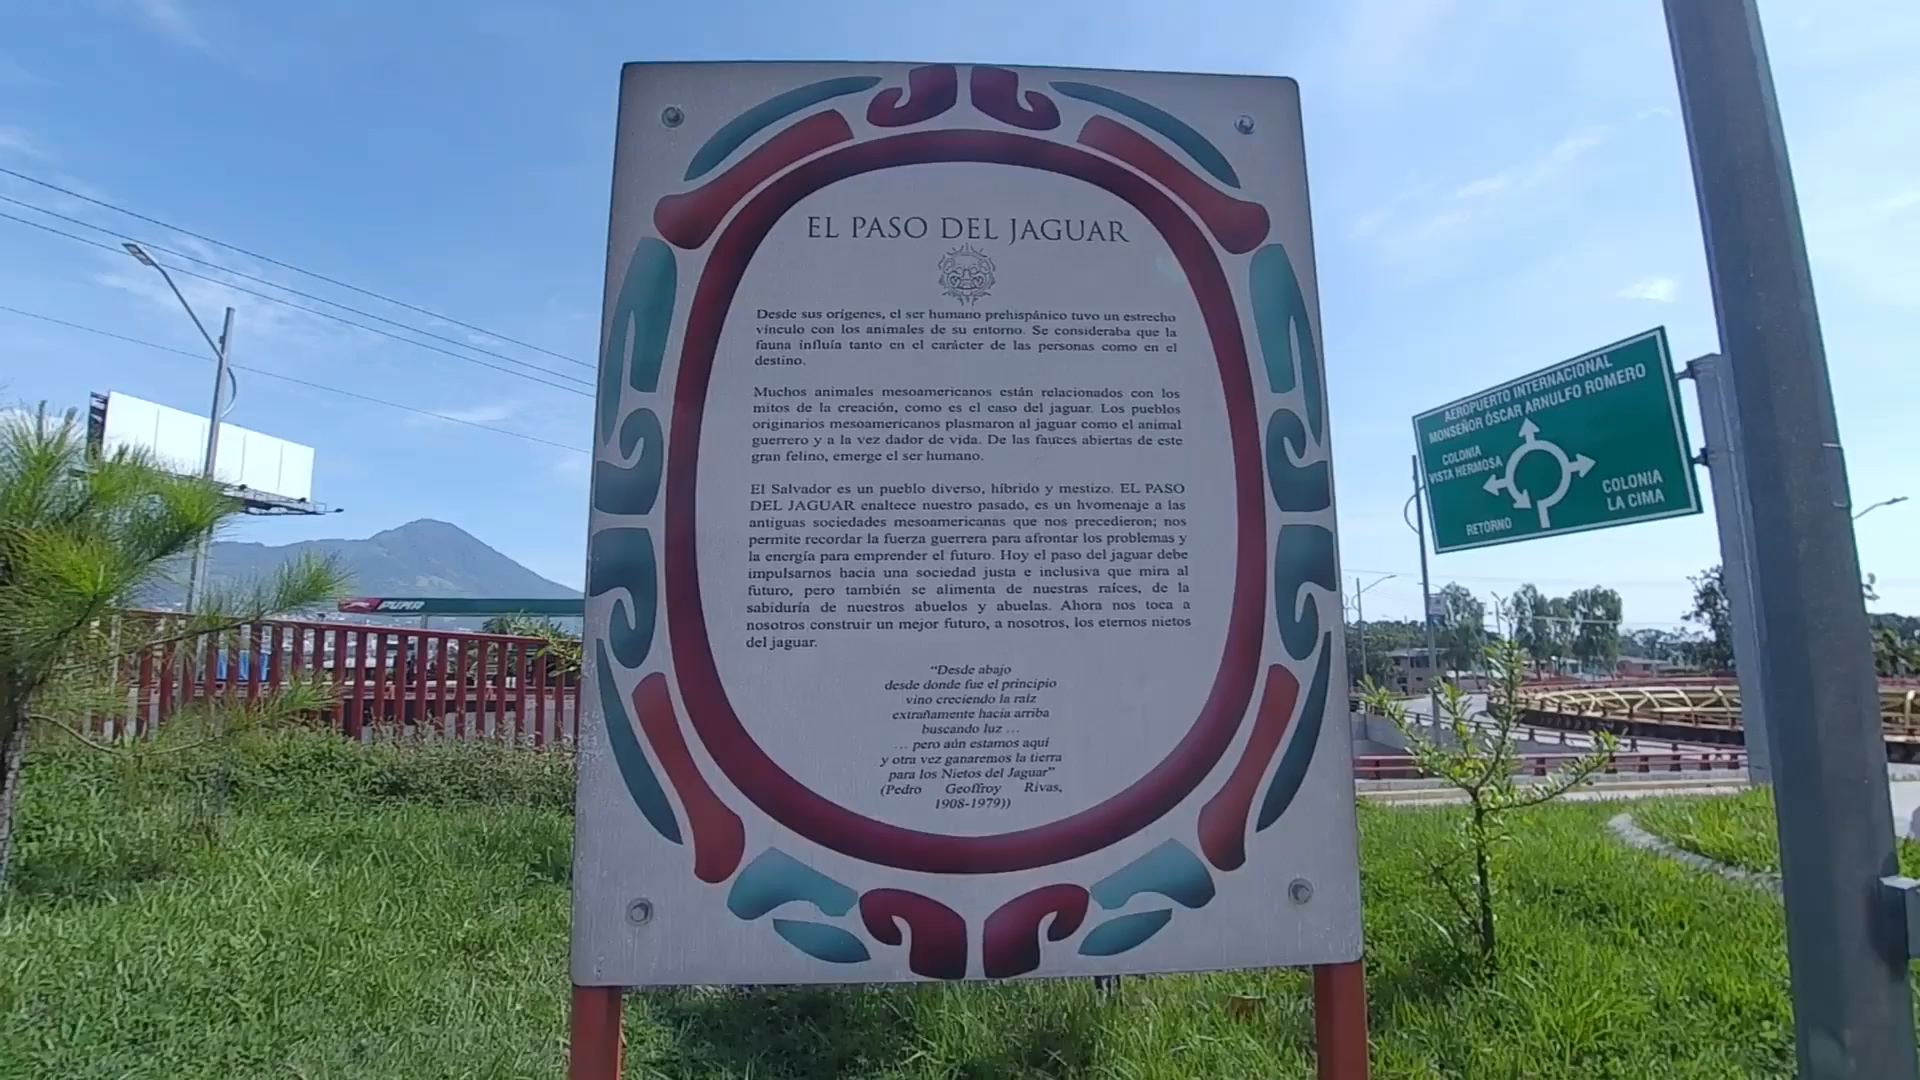 EL PASO DEL JAGUAR
Desde sus orígenes, el ser humano prehispánico tuvo un estrecho
vínculo con los animales de su entorno. Se consideraba que la
fauna influía tanto en el carácter de las personas como en el
destino.
Muchos animales mesoamericanos están relacionados con los
mitos de la creación, como es el caso del jaguar. Los pueblos
originarios mesoamericanos plasmaron al jaguar como el animal
guerrero y a la vez dador de vida. De las fauces abiertas de este
gran felino, emerge el ser humano.
El Salvador es un pueblo diverso, híbrido y mestizo. EL PASO
DEL JAGUAR enaltece nuestro pasado, es un hvomenaje a las
antiguas sociedades mesoamericanas que nos precedieron; nos
permite recordar la fuerza guerrera para afrontar los problemas y
la energía para emprender el futuro. Hoy el paso del jaguar debe
impulsarnos hacia una sociedad justa e inclusiva que mira al
futuro, pero también se alimenta de nuestras raíces, de la
sabiduría de nuestros abuelos y abuelas. Ahora nos toca a
nosotros construir un mejor futuro, a nosotros, los eternos nietos
del jaguar.
“Desde abajo
desde donde fue el principio
vino creciendo la raíz
extrañamente hacia arriba
buscando luz ...
... pero aún estamos aquí
y otra vez ganaremos la tierra
para los Nietos del Jaguar”
(Pedro Geoffroy Rivas,
1908-1979))
AEROPUERTO INTERNACIONAL
MONSEÑOR ÓSCAR ARNULFO ROMERO
COLONIA
VISTA HERMOSA
COLONIA
LA CIMA
RETORNO
PUMA